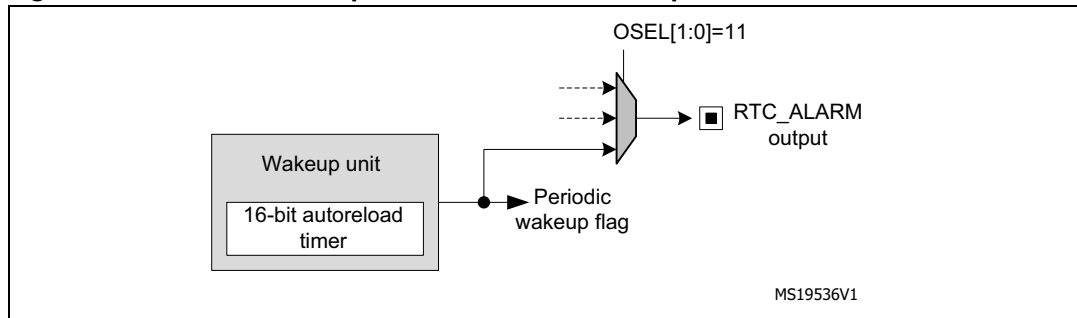 OSEL[1:0]=11
RTC_ALARM
output
Wakeup unit
16-bit autoreload
timer
Periodic
wakeup flag
MS19536V1